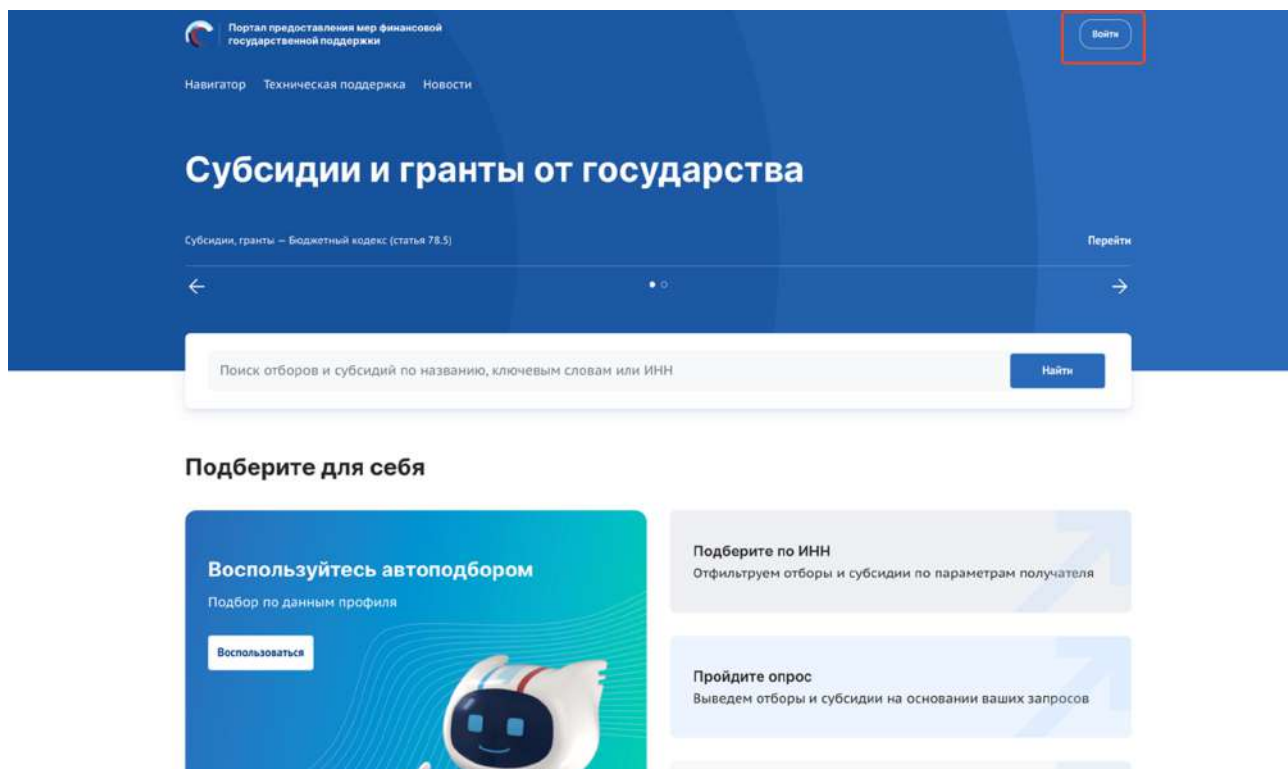 Портал предоставления мер финансовой
государственной поддержки
Войти
Навигатор Техническая поддержка Новости
Субсидии и гранты от государства
Субсидии, гранты — Бюджетный кодекс (статья 78.5)
Перейти
Поиск отборов и субсидий по названию, ключевым словам или ИНН
Найти
Подберите для себя
Воспользуйтесь автоподбором
Подбор по данным профиля
Воспользоваться
Подберите по ИНН
Отфильтруем отборы и субсидии по параметрам получателя
Пройдите опрос
Выведем отборы и субсидии на основании ваших запросов